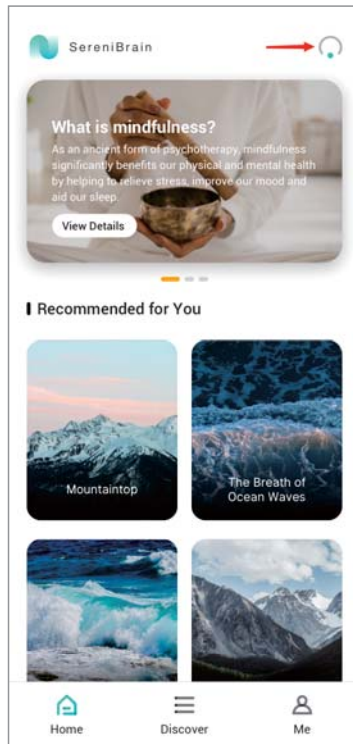 SereniBrain
What is mindfulness?
As an ancient form of psychotherapy, mindfulness
significantly benefits our physical and mental health
by helping to relieve stress, improve our mood and
aid our sleep.
View Details
Recommended for You
Mountaintop
The Breath of
Ocean Waves
Home
Discover
Me